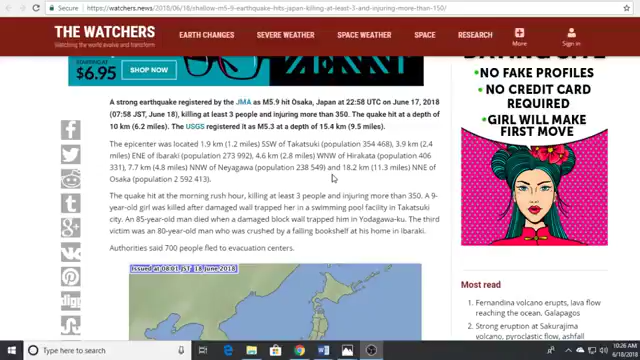 Secure
https://watchers.news/2018/06/18/shallow-m5-9-earthquake-hits-japan-killing-at-least-3-and-injuring-more-than-350/
THE WATCHERS
Watching the world evolve and transform
EARTH CHANGES
SEVERE WEATHER
SPACE WEATHER
SPACE
RESEARCH
More
Sign in
STARTING AT
$6.95
SHOP NOW
ZENNI
A strong earthquake registered by the JMA as M5.9 hit Osaka, Japan at 22:58 UTC on June 17, 2018
(07:58 JST, June 18), killing at least 3 people and injuring more than 350. The quake hit at a depth of
10 km (6.2 miles). The USGS registered it as M5.3 at a depth of 15.4 km (9.5 miles).
The epicenter was located 1.9 km (1.2 miles) SSW of Takatsuki (population 354 468), 3.9 km (2.4
miles) ENE of Ibaraki (population 273 992), 4.6 km (2.8 miles) WNW of Hirakata (population 406
331), 7.7 km (4.8 miles) NNW of Neyagawa (population 238 549) and 18.2 km (11.3 miles) NNE of
Osaka (population 2 592 413).
The quake hit at the morning rush hour, killing at least 3 people and injuring more than 350. A 9-
year-old girl was killed after damaged wall trapped her in a swimming pool facility in Takatsuki
city. An 85-year-old man died when a damaged block wall trapped him in Yodagawa-ku. The third
victim was an 80-year-old man who was crushed by a falling bookshelf at his home in Ibaraki.
Authorities said 700 people fled to evacuation centers.
Issued at 08:01 JST 18 June 2018
DATING SITE
•NO FAKE PROFILES
•NO CREDIT CARD
REQUIRED
•GIRL WILL MAKE
FIRST MOVE
Most read
1. Fernandina volcano erupts, lava flow
reaching the ocean, Galapagos
2. Strong eruption at Sakurajima
volcano, pyroclastic flow, ashfall,
digg
Type here to search
10:26 AM
6/18/2018